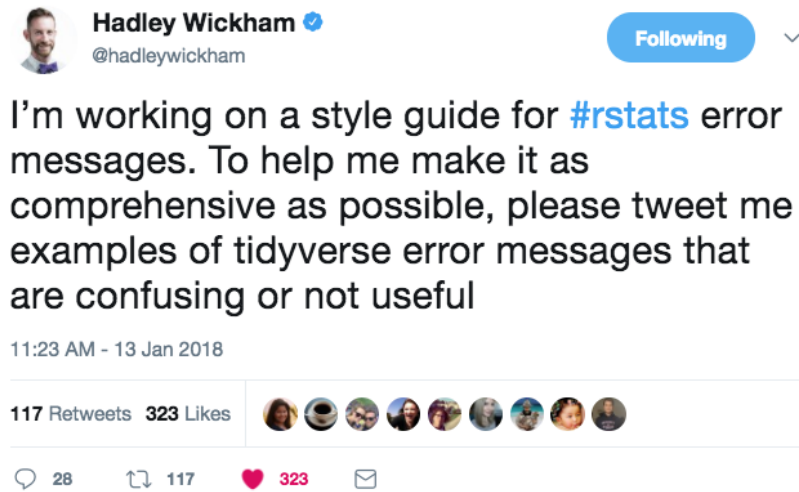 Hadley Wickham
@hadleywickham
Following
I'm working on a style guide for #rstats error
messages. To help me make it as
comprehensive as possible, please tweet me
examples of tidyverse error messages that
are confusing or not useful
11:23 AM - 13 Jan 2018
117 Retweets 323 Likes
28 117 323